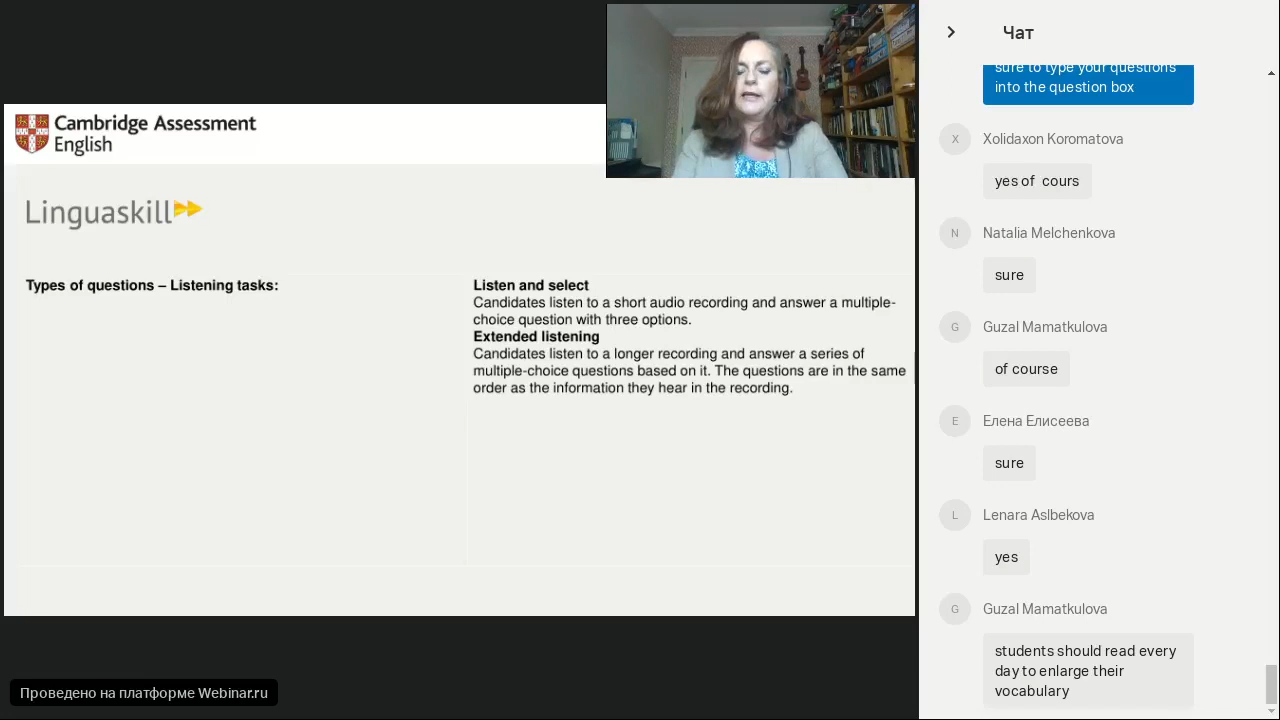 Cambridge Assessment
English
Linguaskill
Types of questions – Listening tasks:
Listen and select
Candidates listen to a short audio recording and answer a multiple-
choice question with three options.
Extended listening
Candidates listen to a longer recording and answer a series of
multiple-choice questions based on it. The questions are in the same
order as the information they hear in the recording.
Проведено на платформе Webinar.ru
Чат
sure to type your questions
into the question box
X
Xolidaxon Koromatova
yes of cours
N
Natalia Melchenkova
sure
G
Guzal Mamatkulova
of course
Е
Елена Елисеева
sure
L
Lenara Aslbekova
yes
G
Guzal Mamatkulova
students should read every
day to enlarge their
vocabulary